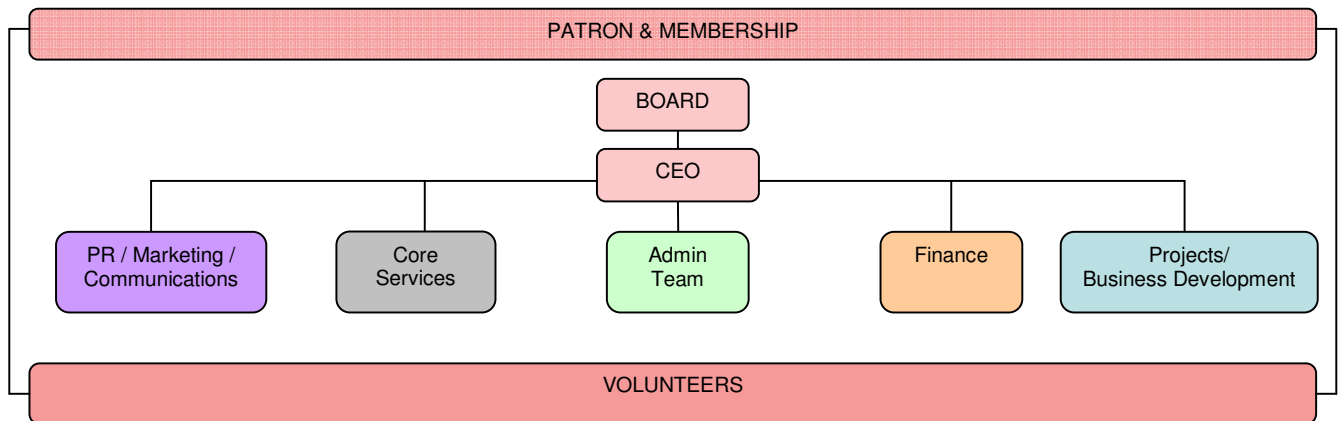 PATRON & MEMBERSHIP
BOARD
CEO
PR / Marketing /
Communications
Core
Services
Admin
Team
Finance
Projects/
Business Development
VOLUNTEERS